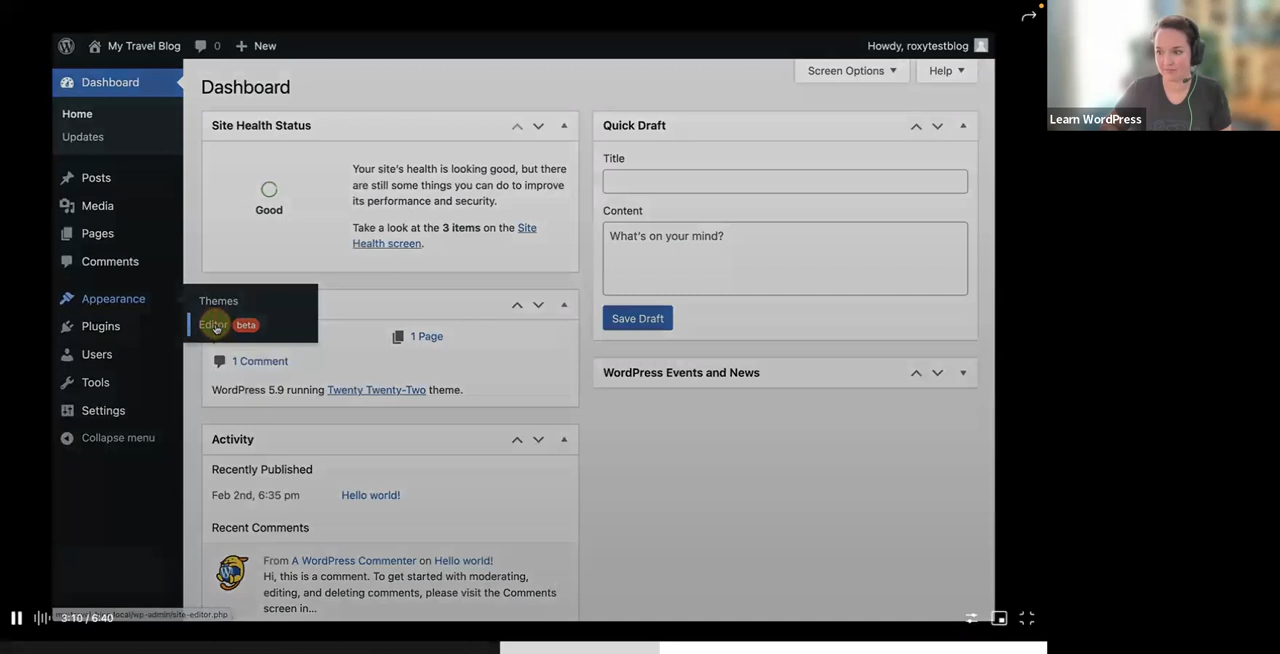 My Travel Blog 0 New Howdy, roxytestblog
Dashboard
Home
Updates
Posts
Media
Pages
Comments
Appearance
Plugins
Users
Tools
Settings
Collapse menu
Themes
Editor beta
Dashboard
Screen Options Help
Site Health Status
Good
Your site's health is looking good, but there
are still some things you can do to improve
its performance and security.
Take a look at the 3 items on the Site
Health screen.
1 Page
1 Comment
WordPress 5.9 running Twenty Twenty-Two theme.
Activity
Recently Published
Feb 2nd, 6:35 pm Hello world!
Recent Comments
From A WordPress Commenter on Hello world!
Hi, this is a comment. To get started with moderating,
editing, and deleting comments, please visit the Comments
screen in...
Quick Draft
Title
Content
What's on your mind?
Save Draft
WordPress Events and News
Learn WordPress
local/wp-admin/site-editor.php
3:10 / 6:40